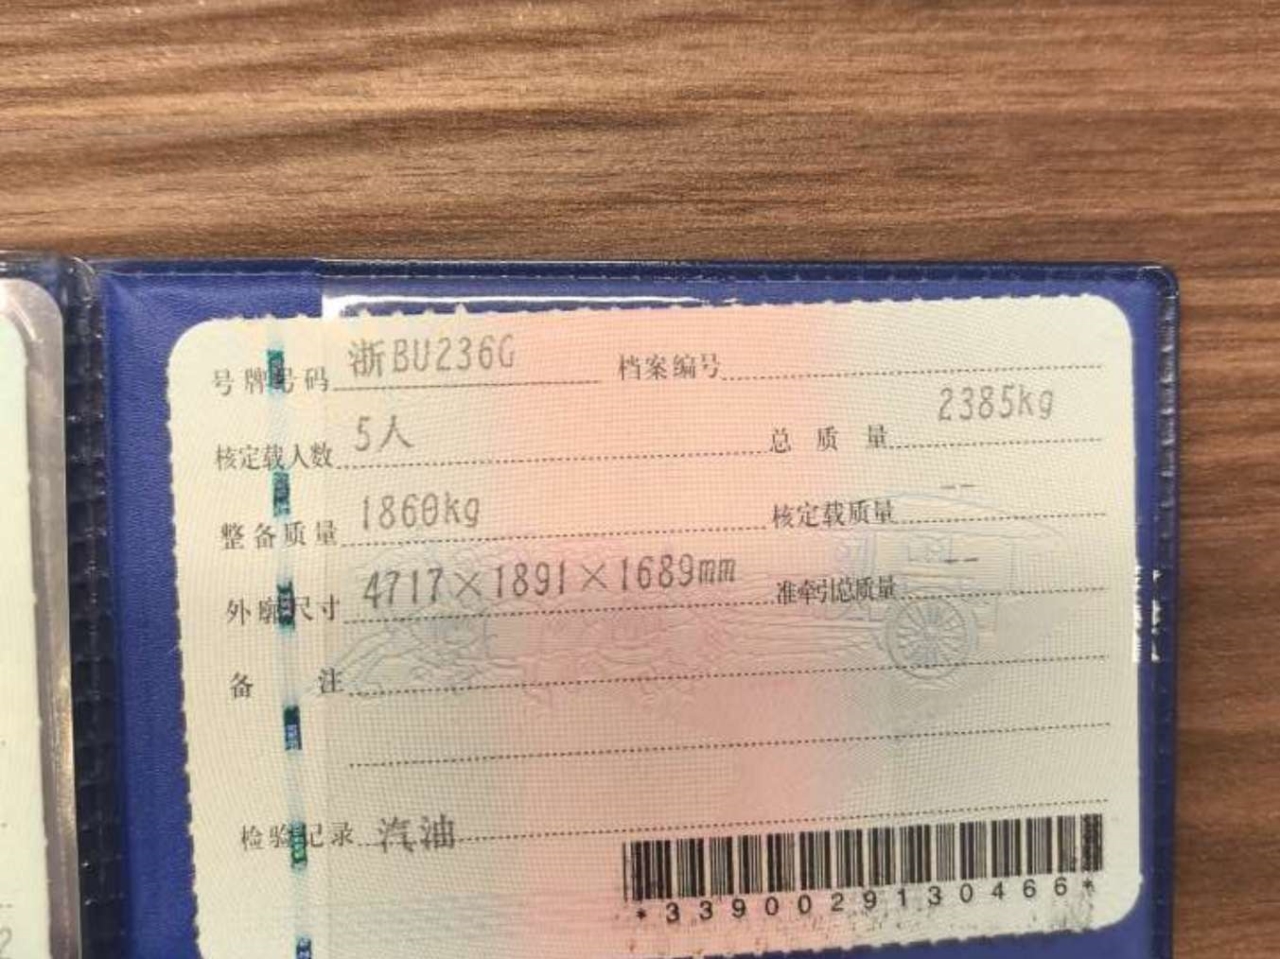 号牌号码 浙BU236G 档案编号
核定载人数 5人 总质量 2385kg
整备质量 1860kg 核定载质量 --
外廓尺寸 4717×1891×1689mm 准牵引总质量 --
备注
检验记录 汽油
*3390029130466*
2